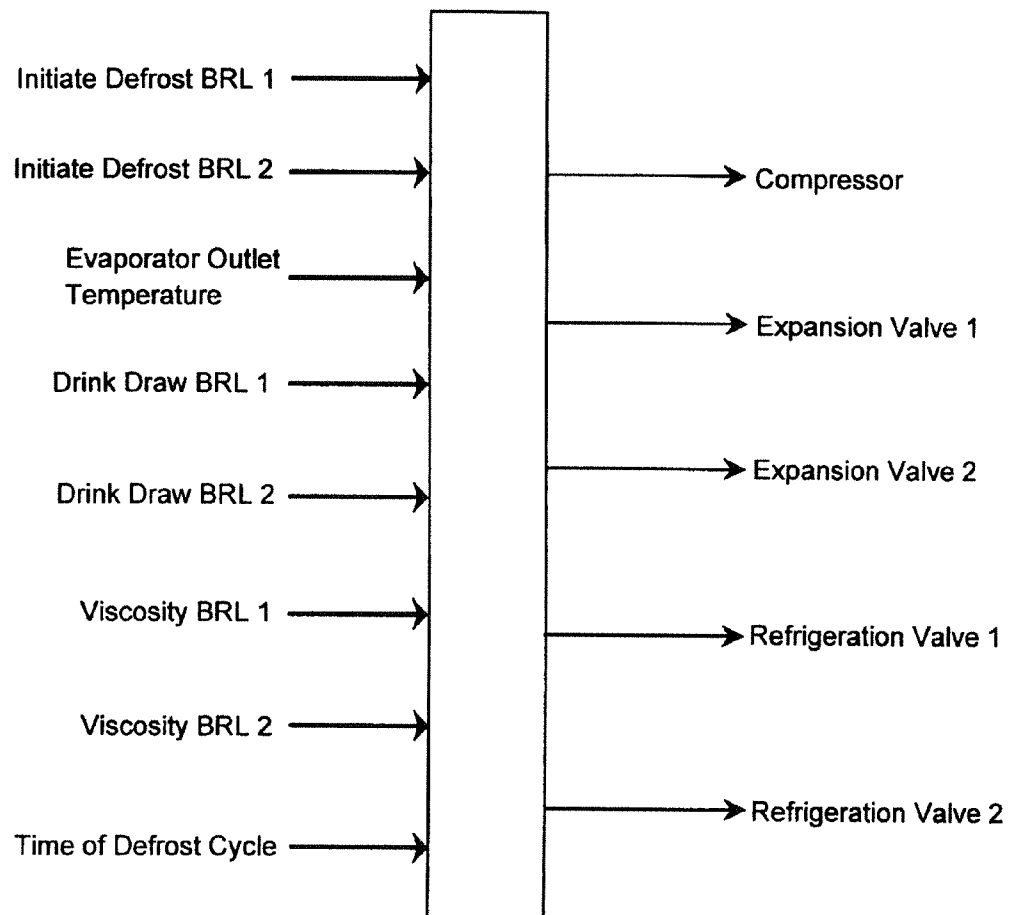 Initiate Defrost BRL 1
Initiate Defrost BRL 2
Evaporator Outlet
Temperature
Drink Draw BRL 1
Drink Draw BRL 2
Viscosity BRL 1
Viscosity BRL 2
Time of Defrost Cycle
Compressor
Expansion Valve 1
Expansion Valve 2
Refrigeration Valve 1
Refrigeration Valve 2